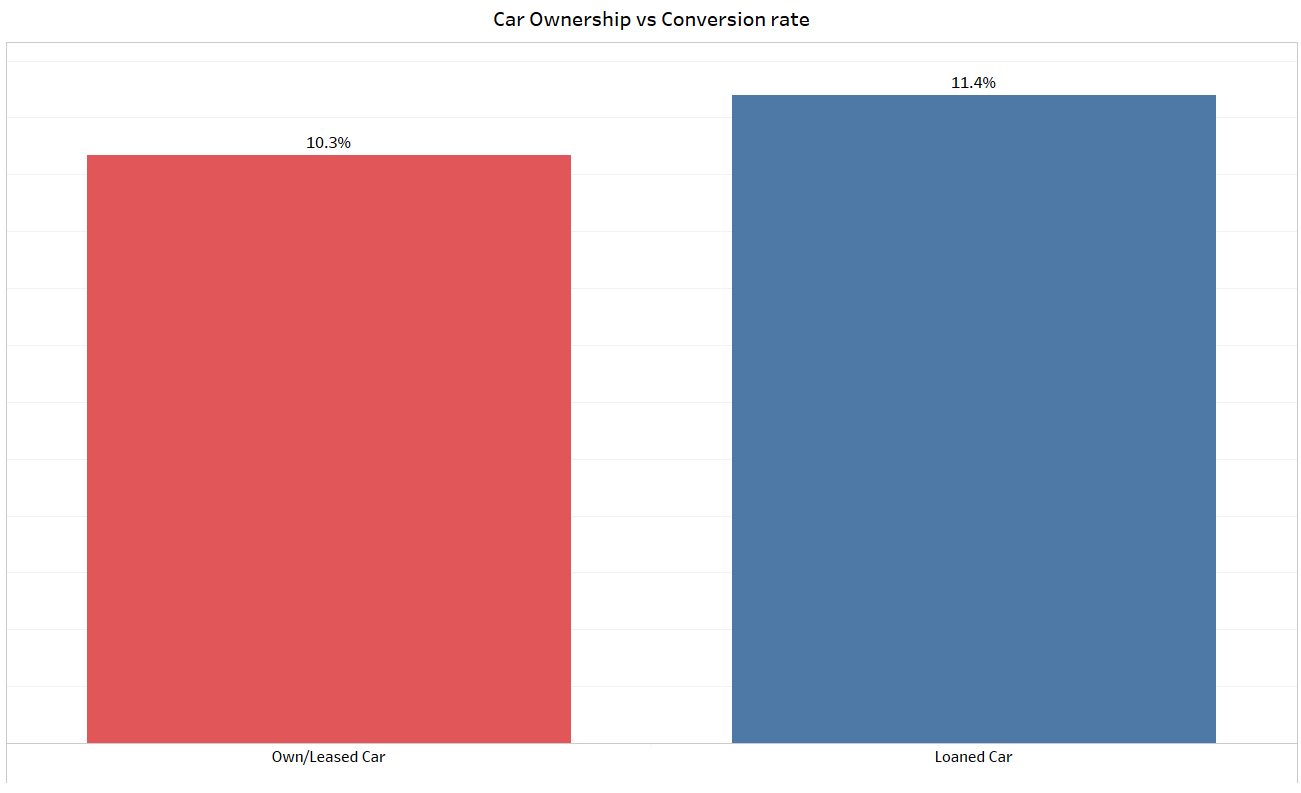 Car Ownership vs Conversion rate
11.4%
10.3%
Own/Leased Car
Loaned Car